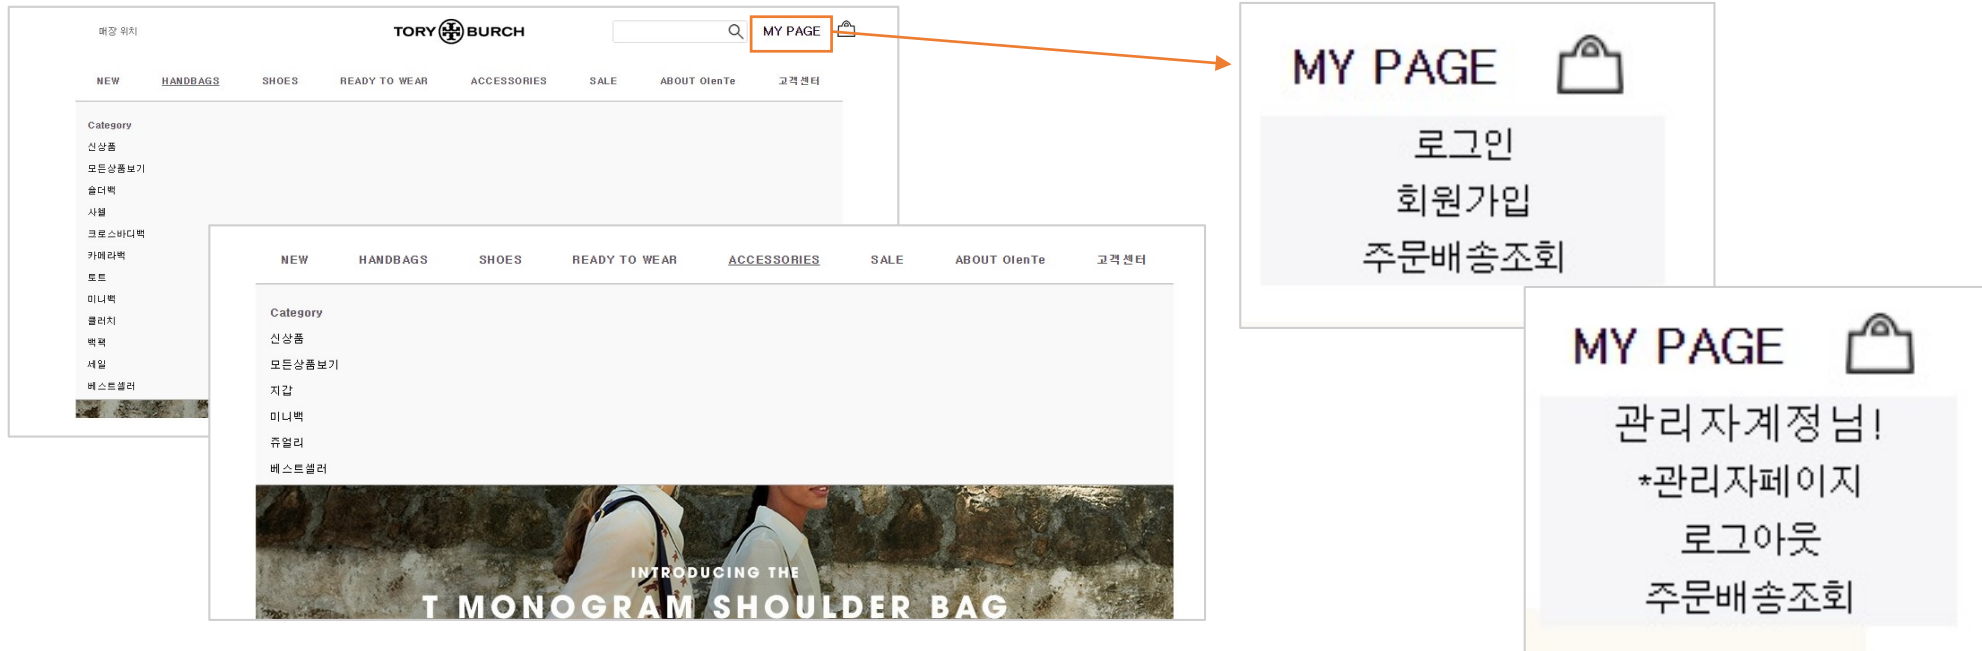 매장 위치
TORY BURCH
MY PAGE
NEW HANDBAGS SHOES READY TO WEAR ACCESSORIES SALE ABOUT OlenTe 고객센터
Category
신상품
모든상품보기
숄더백
사첼
크로스바디백
카메라백
토트
미니백
클러치
백팩
세일
베스트셀러
NEW HANDBAGS SHOES READY TO WEAR ACCESSORIES SALE ABOUT OlenTe 고객센터
Category
신상품
모든상품보기
지갑
미니백
쥬얼리
베스트셀러
INTRODUCING THE
T MONOGRAM SHOULDER BAG
MY PAGE
로그인
회원가입
주문배송조회
MY PAGE
관리자계정님!
*관리자페이지
로그아웃
주문배송조회